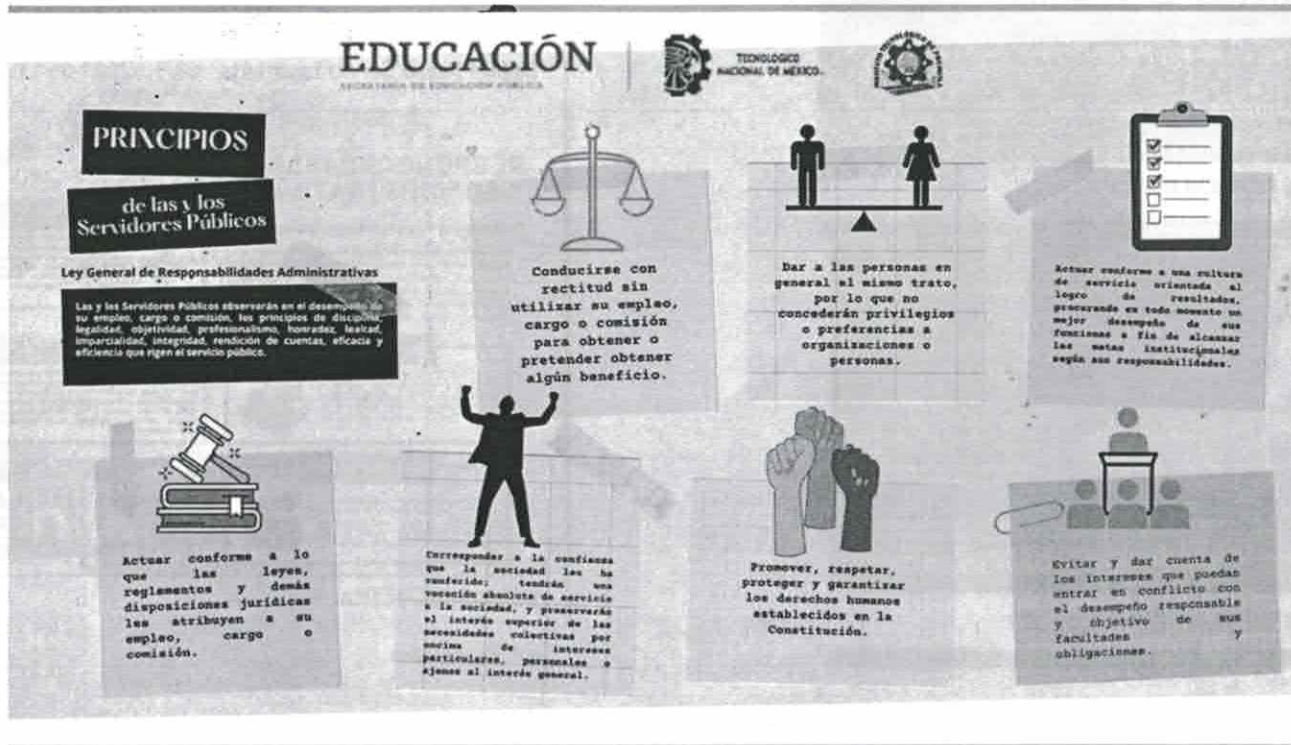 EDUCACIÓN
SECRETARÍA DE EDUCACIÓN PÚBLICA
TECNOLÓGICO
NACIONAL DE MÉXICO
INSTITUTO TECNOLÓGICO DE
PRINCIPIOS
de las y los
Servidores Públicos
Ley General de Responsabilidades Administrativas
Las y los Servidores Públicos observarán en el desempeño de
su empleo, cargo o comisión, los principios de disciplina,
legalidad, objetividad, profesionalismo, honradez, lealtad,
imparcialidad, integridad, rendición de cuentas, eficacia y
eficiencia que rigen el servicio público.
Conducirse con
rectitud sin
utilizar su empleo,
cargo o comisión
para obtener o
pretender obtener
algún beneficio.
Dar a las personas en
general el mismo trato,
por lo que no
concederán privilegios
o preferencias a
organizaciones o
personas.
Actuar conforme a una cultura
de servicio orientada al
logro de resultados,
procurando en todo momento un
mejor desempeño de sus
funciones a fin de alcanzar
las metas institucionales
según sus responsabilidades.
Actuar conforme a lo
que las leyes,
reglamentos y demás
disposiciones jurídicas
les atribuyen a su
empleo, cargo o
comisión.
Corresponder a la confianza
que la sociedad les ha
conferido; tendrán una
vocación absoluta de servicio
a la sociedad, y preservarán
el interés superior de las
necesidades colectivas por
encima de intereses
particulares, personales o
ajenos al interés general.
Promover, respetar,
proteger y garantizar
los derechos humanos
establecidos en la
Constitución.
Evitar y dar cuenta de
los intereses que puedan
entrar en conflicto con
el desempeño responsable
y objetivo de sus
facultades y
obligaciones.